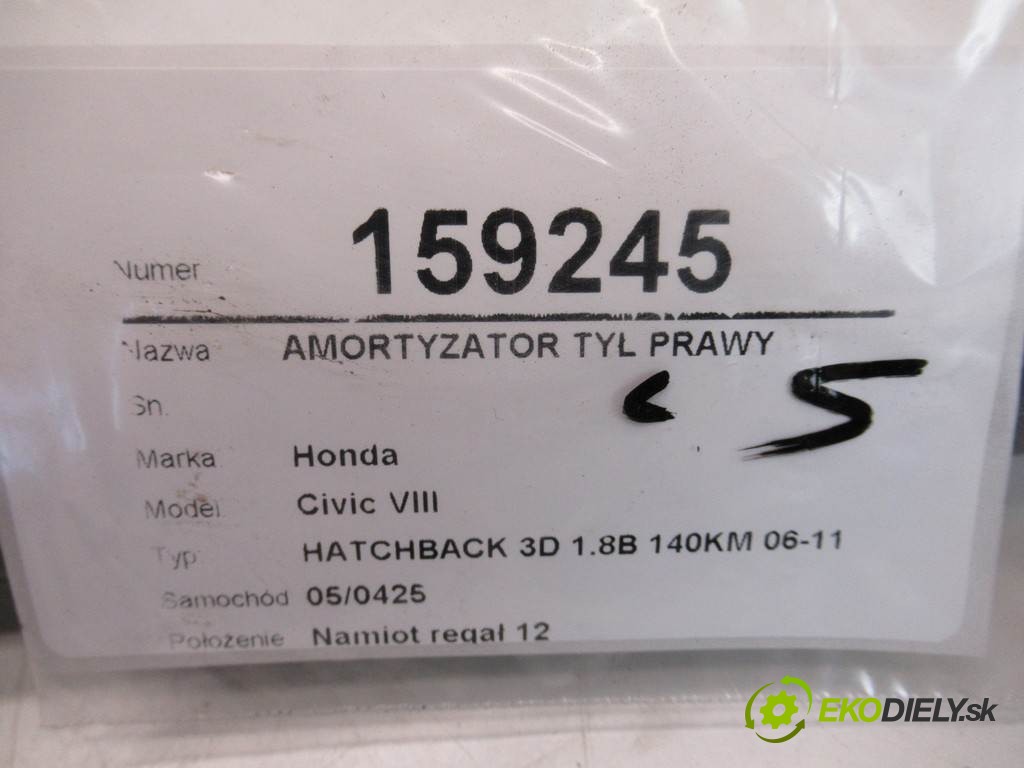 Numer 159245
Nazwa AMORTYZATOR TYŁ PRAWY
Sn.
5
Marka Honda
Model Civic VIII
Typ HATCHBACK 3D 1.8B 140KM 06-11
Samochód 05/0425
Położenie Namiot regał 12
EKODIELY.sk